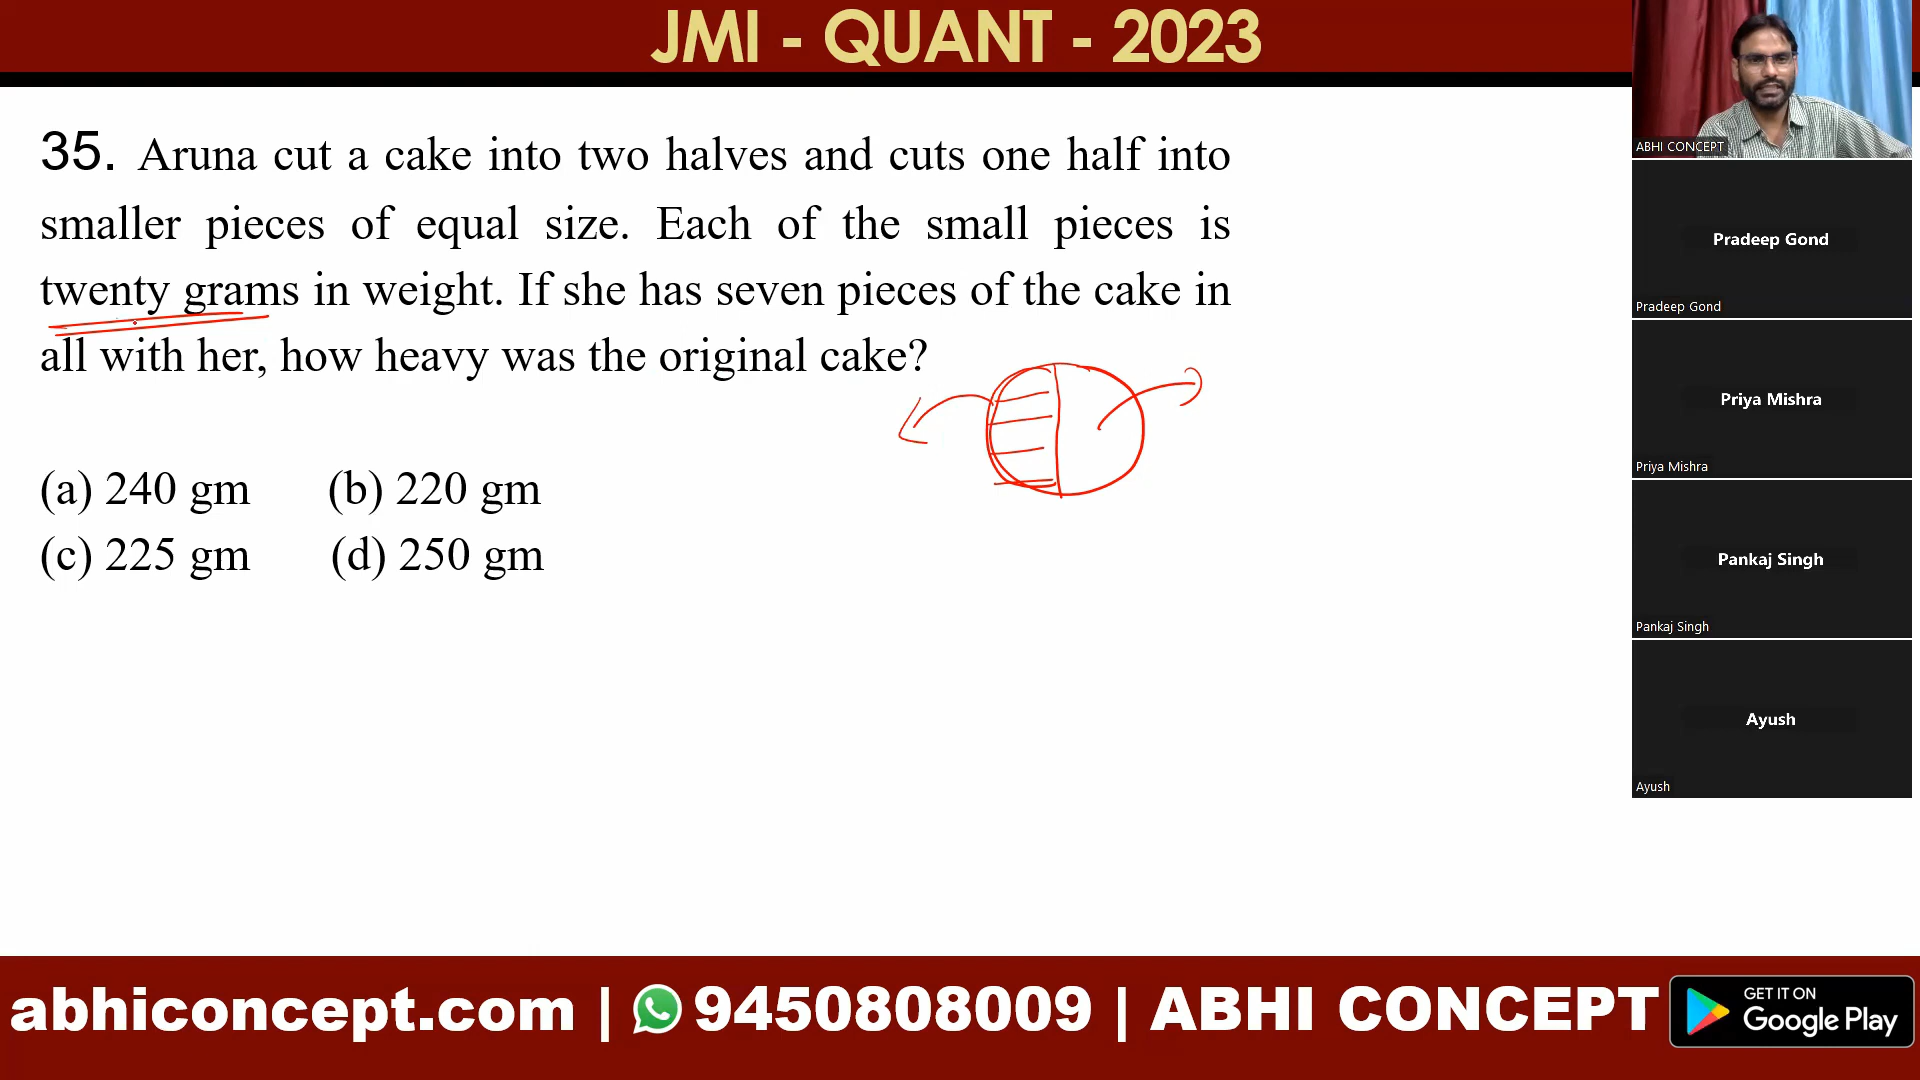 JMI - QUANT - 2023
35. Aruna cut a cake into two halves and cuts one half into
smaller pieces of equal size. Each of the small pieces is
twenty grams in weight. If she has seven pieces of the cake in
all with her, how heavy was the original cake?
(a) 240 gm (b) 220 gm
(c) 225 gm (d) 250 gm
ABHI CONCEPT
Pradeep Gond
Pradeep Gond
Priya Mishra
Priya Mishra
Pankaj Singh
Pankaj Singh
Ayush
Ayush
abhiconcept.com | 9450808009 | ABHI CONCEPT
GET IT ON
Google Play